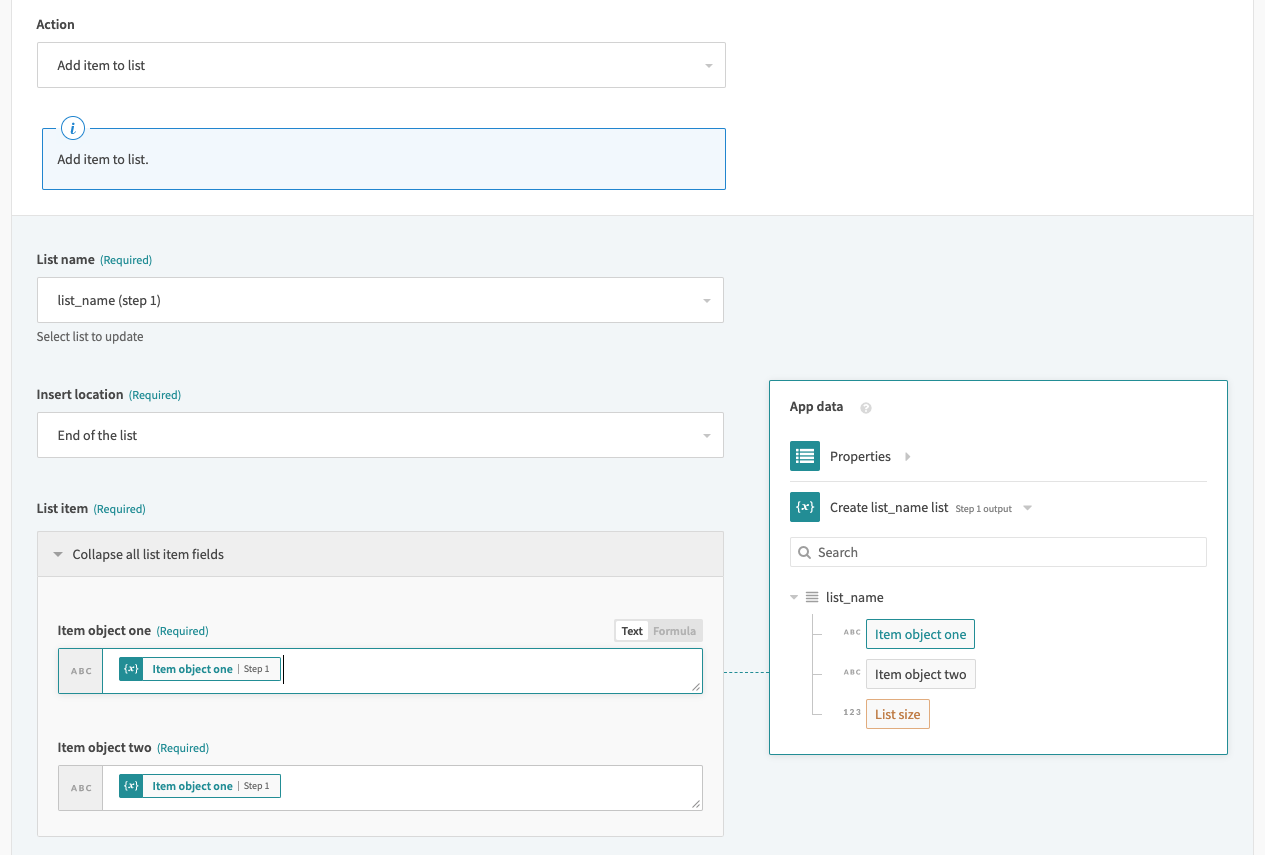 Action
Add item to list
i
Add item to list.
List name (Required)
list_name (step 1)
Select list to update
Insert location (Required)
End of the list
List item (Required)
Collapse all list item fields
Item object one (Required)
Text Formula
ABC {x} Item object one | Step 1
Item object two (Required)
ABC {x} Item object one | Step 1
App data ?
Properties
{x} Create list_name list Step 1 output
Search
list_name
ABC Item object one
ABC Item object two
123 List size